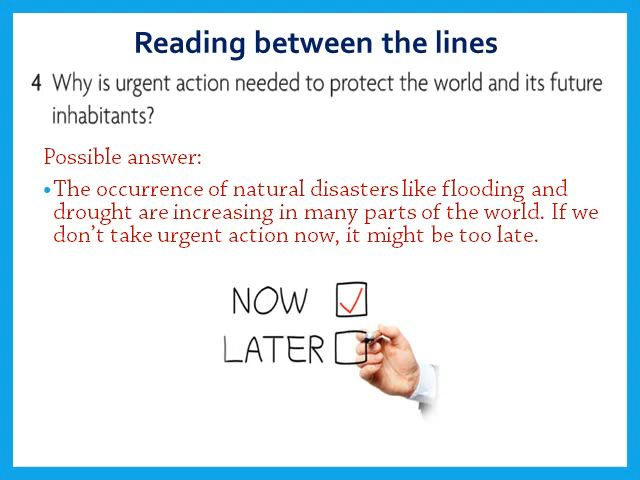 Reading between the lines
4 Why is urgent action needed to protect the world and its future
inhabitants?
Possible answer:
•The occurrence of natural disasters like flooding and
drought are increasing in many parts of the world. If we
don't take urgent action now, it might be too late.
NOW
LATER